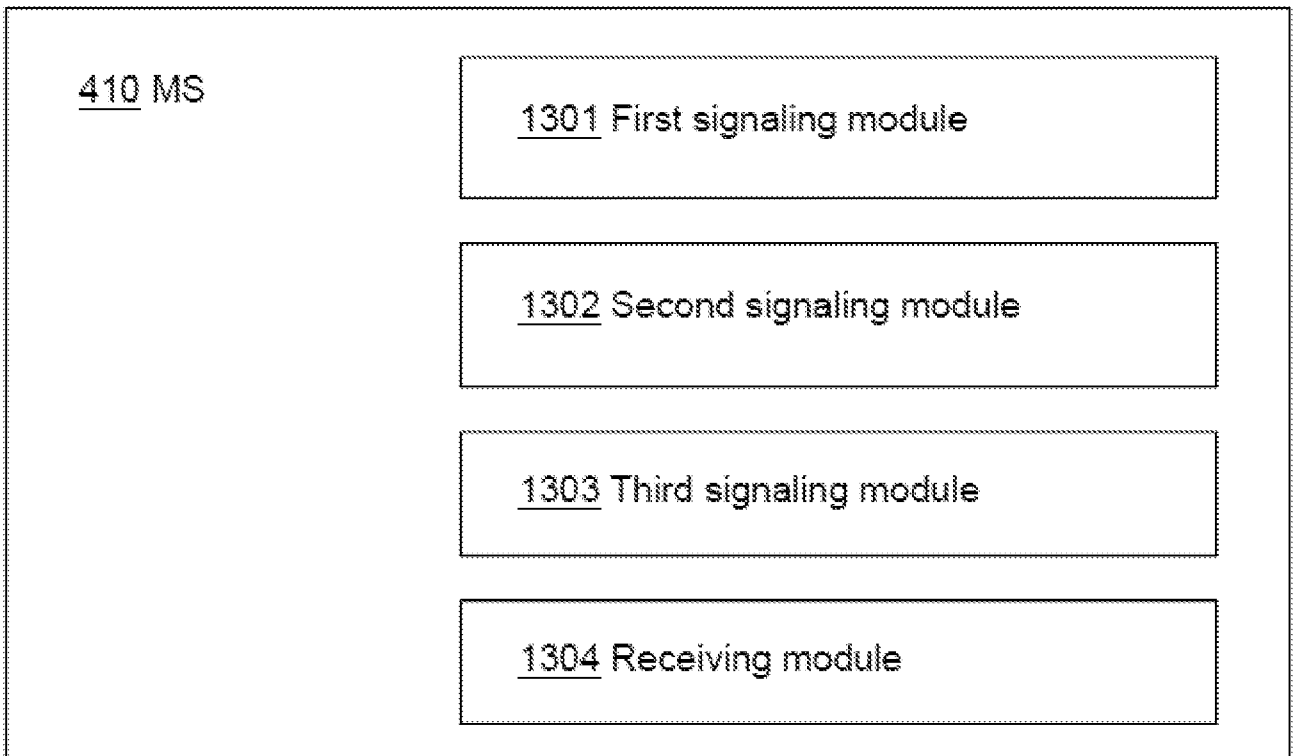 410 MS
1301 First signaling module
1302 Second signaling module
1303 Third signaling module
1304 Receiving module